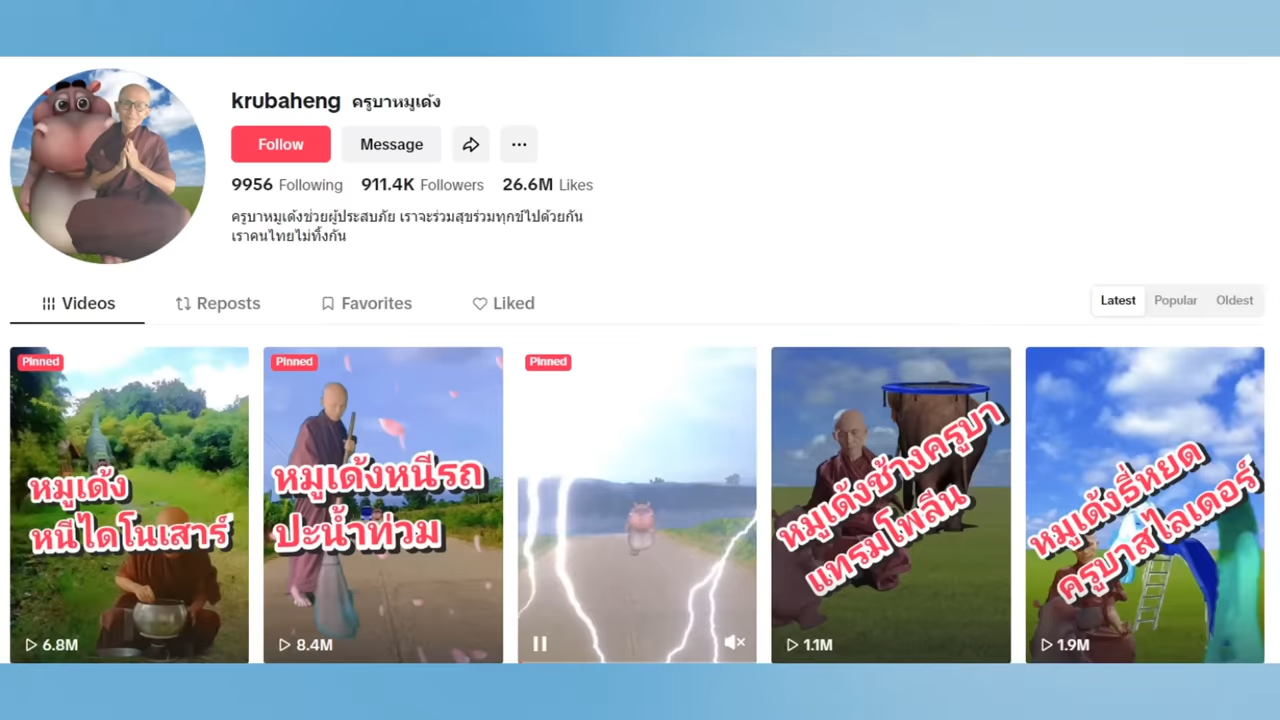 krubaheng ครูบาหมูเด้ง
Follow Message
9956 Following 911.4K Followers 26.6M Likes
ครูบาหมูเด้งช่วยผู้ประสบภัย เราจะร่วมสุขร่วมทุกข์ไปด้วยกัน
เราคนไทยไม่ทิ้งกัน
Videos Reposts Favorites Liked
Latest Popular Oldest
Pinned
หมูเด้ง
หนีไดโนเสาร์
6.8M
Pinned
หมูเด้งหนีรถ
ปะน้ำท่วม
8.4M
Pinned
หมูเด้งช้างครูบา
แทรมโพลีน
1.1M
หมูเด้งธี่หยด
ครูบาสไลเดอร์
1.9M